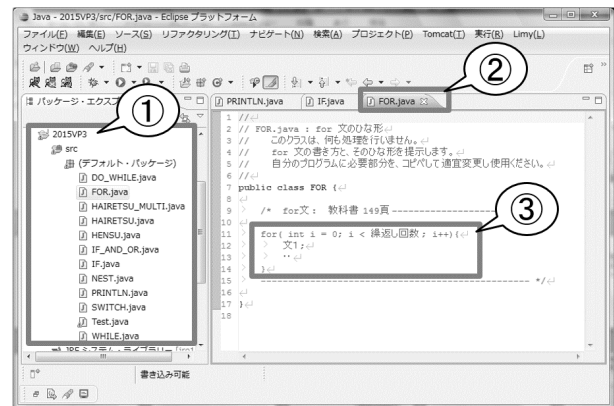 Java - 2015VP3/src/FOR.java - Eclipse プラットフォーム
ファイル(F) 編集(E) ソース(S) リファクタリング(T) ナビゲート(N) 検索(A) プロジェクト(P) Tomcat(T) 実行(R) Limy(L)
ウィンドウ(W) ヘルプ(H)
パッケージ・エクスプ
①
2015VP3
src
(デフォルト・パッケージ)
DO_WHILE.java
FOR.java
HAIRETSU_MULTI.java
HAIRETSU.java
HENSU.java
IF_AND_OR.java
IF.java
NEST.java
PRINTLN.java
SWITCH.java
Test.java
WHILE.java
②
PRINTLN.java IF.java FOR.java
1 //
2 // FOR.java : for 文のひな形
3 // このクラスは、何も処理を行いません。
4 // for 文の書き方と、そのひな形を提示します。
5 // 自分のプログラムに必要部分を、コピペして適宜変更し使用ください。
6 //
7 public class FOR {
8
9 /* for文 : 教科書 149頁 --------------------
10
③
11 for( int i = 0; i < 繰返し回数 ; i++){
12 文1;
13 ..
14 }
15 -------------------------------------------------- */
16
17 }
18
書き込み可能